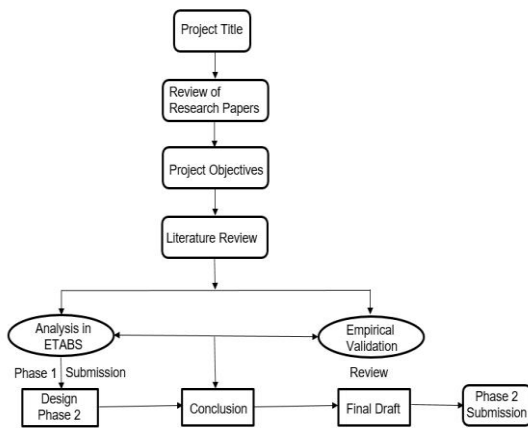 Project Title
Review of
Research Papers
Project Objectives
Literature Review
Analysis in
ETABS
Empirical
Validation
Phase 1 Submission
Review
Design
Phase 2
Conclusion
Final Draft
Phase 2
Submission